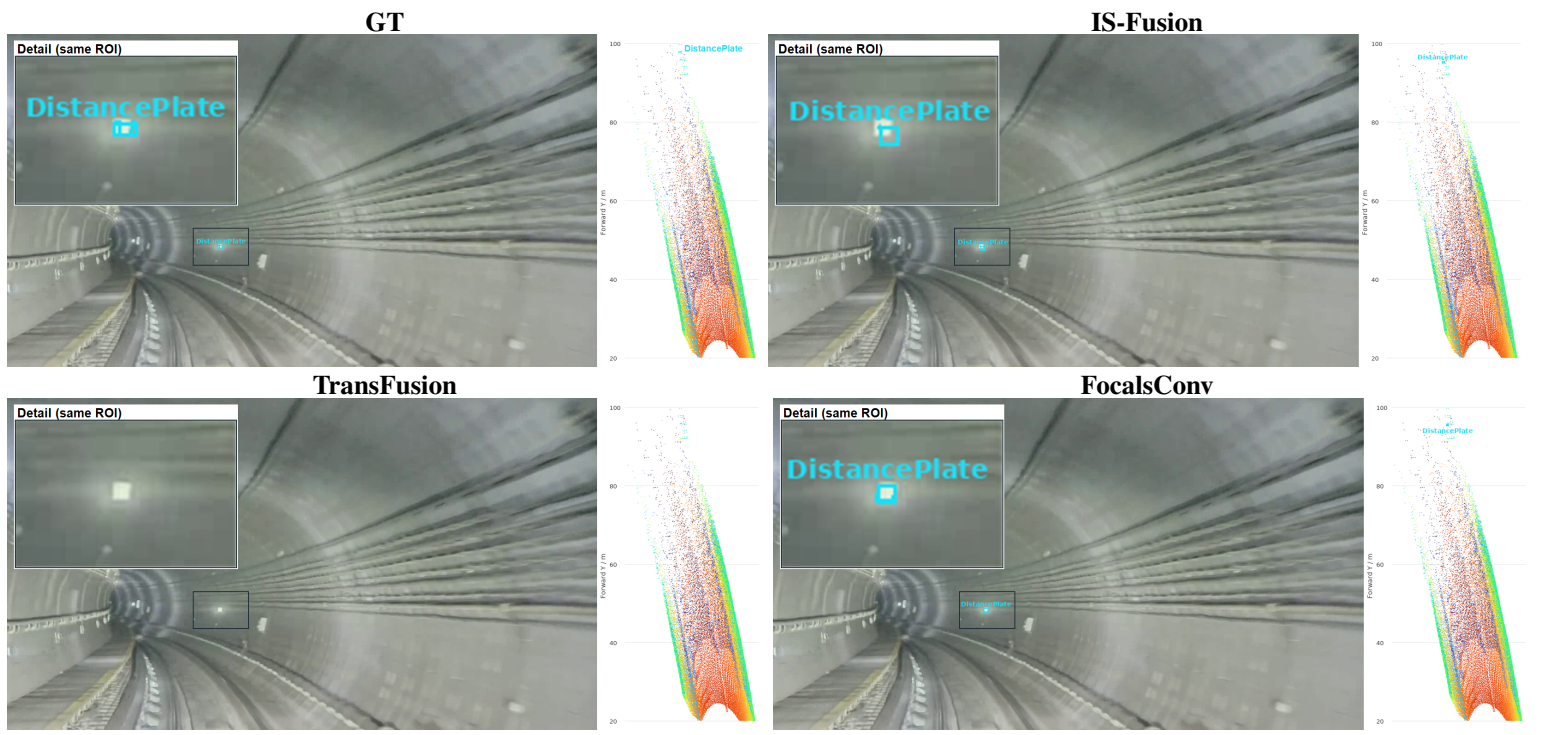 GT
Detail (same ROI)
DistancePlate
DistancePlate
100
80
60
40
20
Forward Y / m
DistancePlate
IS-Fusion
Detail (same ROI)
DistancePlate
DistancePlate
100
80
60
40
20
Forward Y / m
DistancePlate
TransFusion
Detail (same ROI)
100
80
60
40
20
Forward Y / m
FocalsConv
Detail (same ROI)
DistancePlate
DistancePlate
100
80
60
40
20
Forward Y / m
DistancePlate